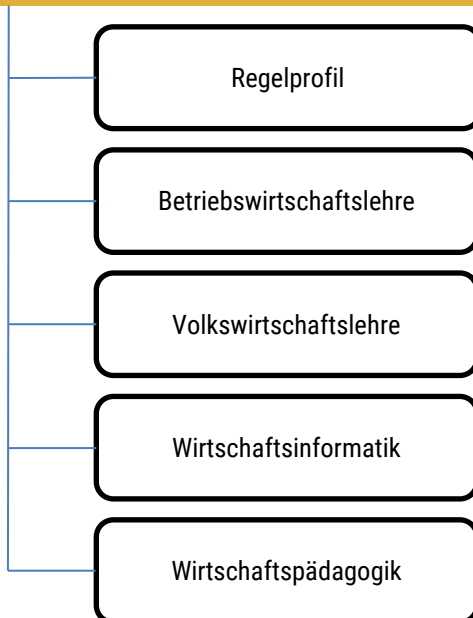 Regelprofil
Betriebswirtschaftslehre
Volkswirtschaftslehre
Wirtschaftsinformatik
Wirtschaftspädagogik